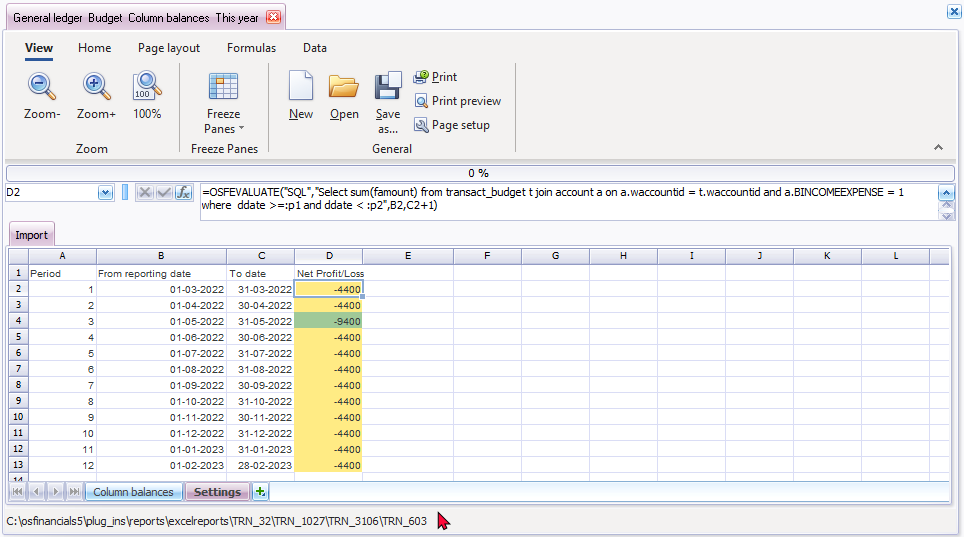 General ledger Budget Column balances This year
View Home Page layout Formulas Data
Zoom- Zoom+ 100 100% Freeze Panes New Open Save as... Print
Print preview
Page setup
Zoom Freeze Panes General
0 %
D2 fx =OSFEVALUATE("SQL","Select sum(famount) from transact_budget t join account a on a.waccountid = t.waccountid and a.BINCOMEEXPENSE = 1
where ddate >=:p1 and ddate < :p2",B2,C2+1)
Import
A B C D E F G H I J K L
1 Period From reporting date To date Net Profit/Loss
2 1 01-03-2022 31-03-2022 -4400
3 2 01-04-2022 30-04-2022 -4400
4 3 01-05-2022 31-05-2022 -9400
5 4 01-06-2022 30-06-2022 -4400
6 5 01-07-2022 31-07-2022 -4400
7 6 01-08-2022 31-08-2022 -4400
8 7 01-09-2022 30-09-2022 -4400
9 8 01-10-2022 31-10-2022 -4400
10 9 01-11-2022 30-11-2022 -4400
11 10 01-12-2022 31-12-2022 -4400
12 11 01-01-2023 31-01-2023 -4400
13 12 01-02-2023 28-02-2023 -4400
14
Column balances Settings
C:\osfinancials5\plug_ins\reports\excelreports\TRN_32\TRN_1027\TRN_3106\TRN_603